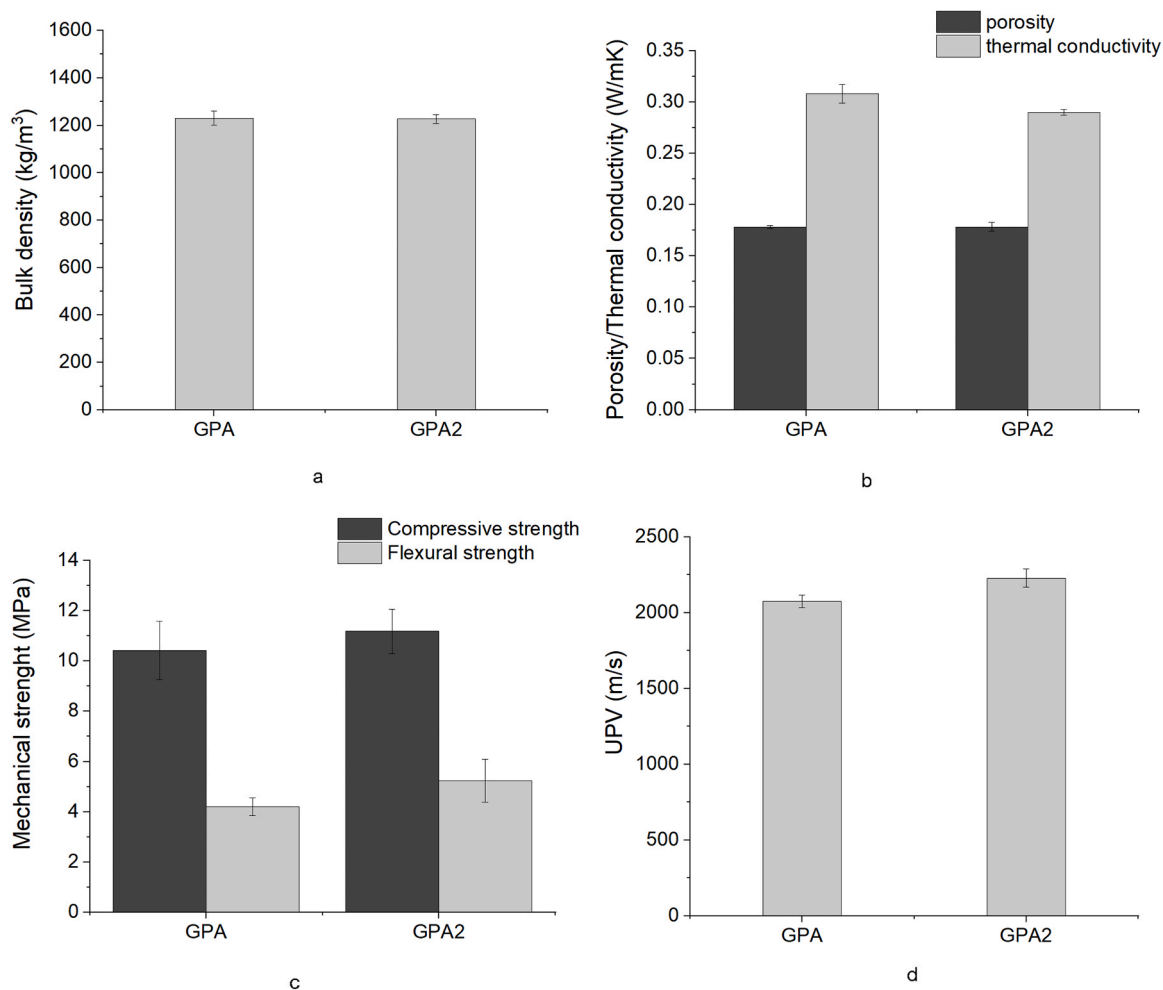 1600
1400
1200
1000
800
600
400
200
0
Bulk density (kg/m³)
GPA GPA2
a
porosity
thermal conductivity
0.35
0.30
0.25
0.20
0.15
0.10
0.05
0.00
Porosity/Thermal conductivity (W/mK)
GPA GPA2
b
Compressive strength
Flexural strength
14
12
10
8
6
4
2
0
Mechanical strenght (MPa)
GPA GPA2
c
2500
2000
1500
1000
500
0
UPV (m/s)
GPA GPA2
d